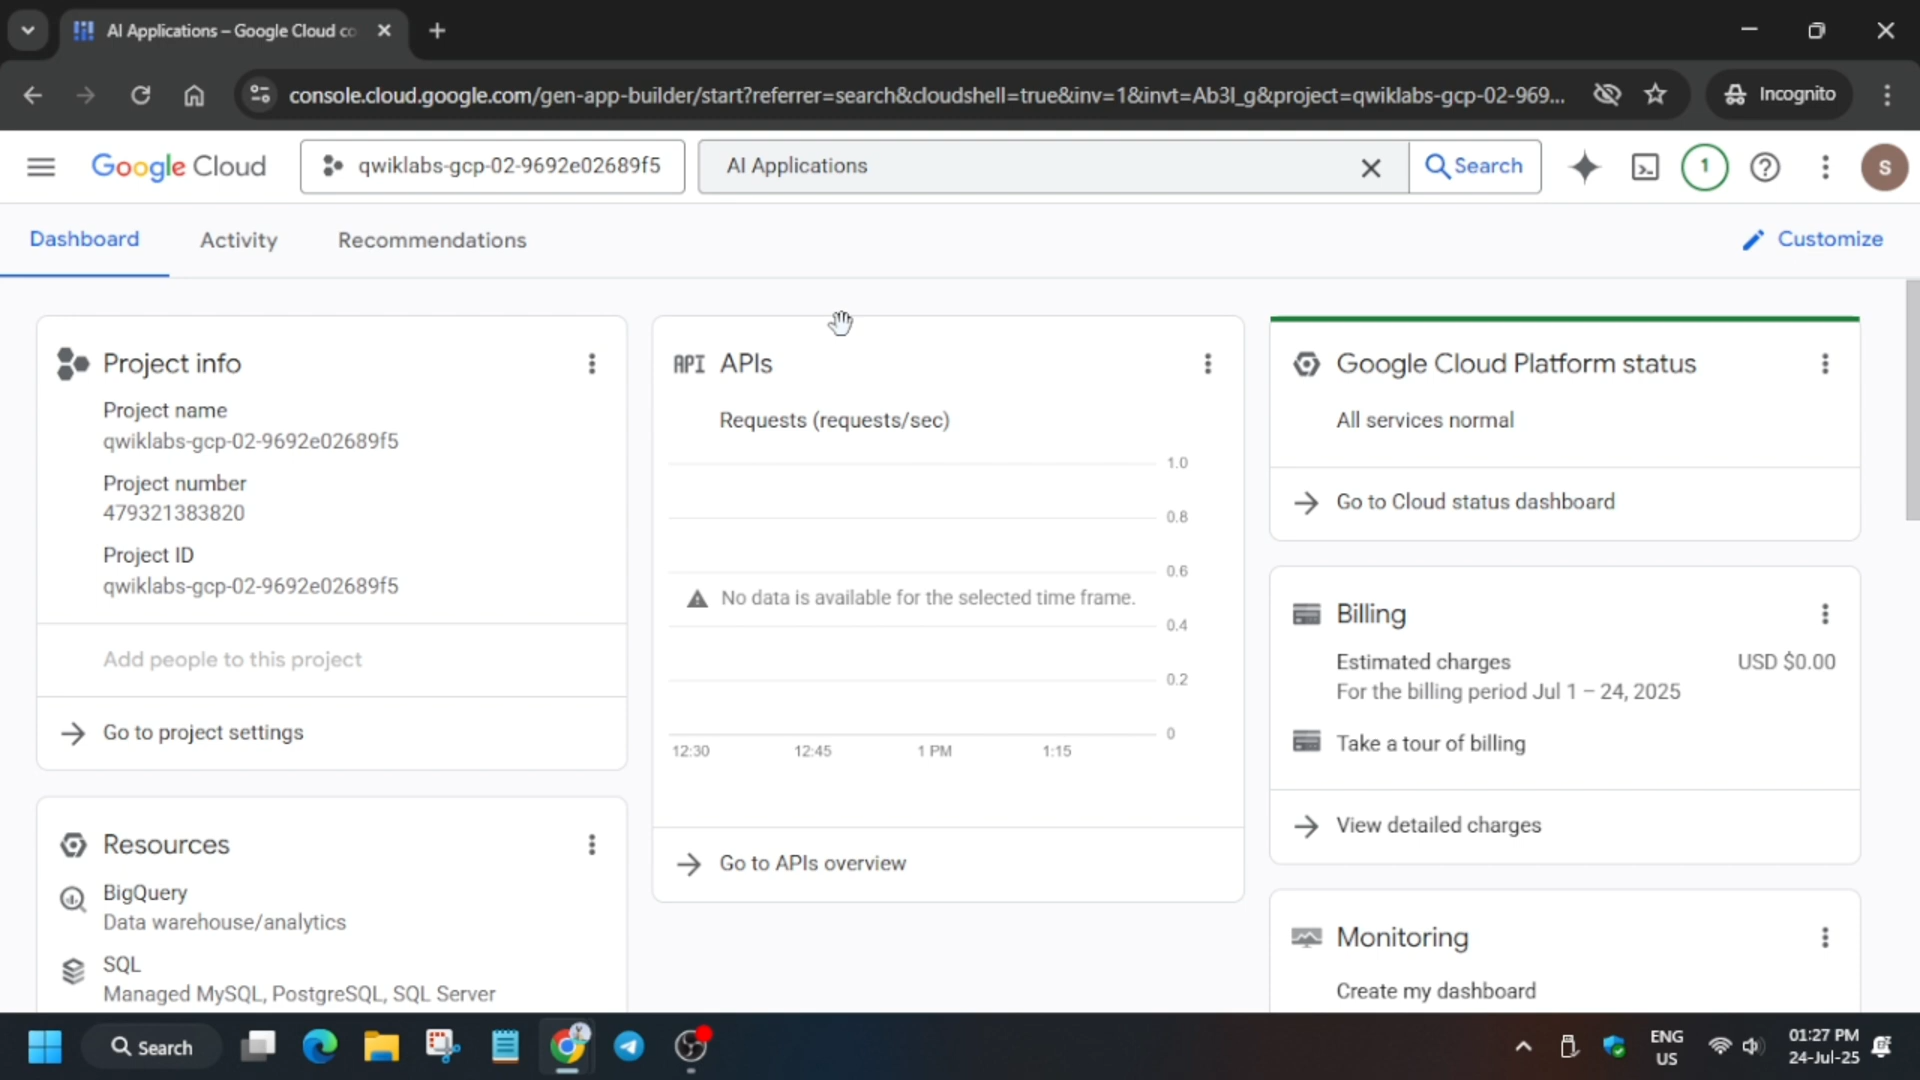 AI Applications – Google Cloud co
console.cloud.google.com/gen-app-builder/start?referrer=search&cloudshell=true&inv=1&invt=Ab3l_g&project=qwiklabs-gcp-02-969...
Incognito
Google Cloud
qwiklabs-gcp-02-9692e02689f5
AI Applications
Search
1
S
Dashboard
Activity
Recommendations
Customize
Project info
Project name
qwiklabs-gcp-02-9692e02689f5
Project number
479321383820
Project ID
qwiklabs-gcp-02-9692e02689f5
Add people to this project
Go to project settings
Resources
BigQuery
Data warehouse/analytics
SQL
Managed MySQL, PostgreSQL, SQL Server
API APIs
Requests (requests/sec)
1.0
0.8
0.6
No data is available for the selected time frame.
0.4
0.2
0
12:30
12:45
1 PM
1:15
Go to APIs overview
Google Cloud Platform status
All services normal
Go to Cloud status dashboard
Billing
Estimated charges
USD $0.00
For the billing period Jul 1 – 24, 2025
Take a tour of billing
View detailed charges
Monitoring
Create my dashboard
Search
ENG
US
01:27 PM
24-Jul-25